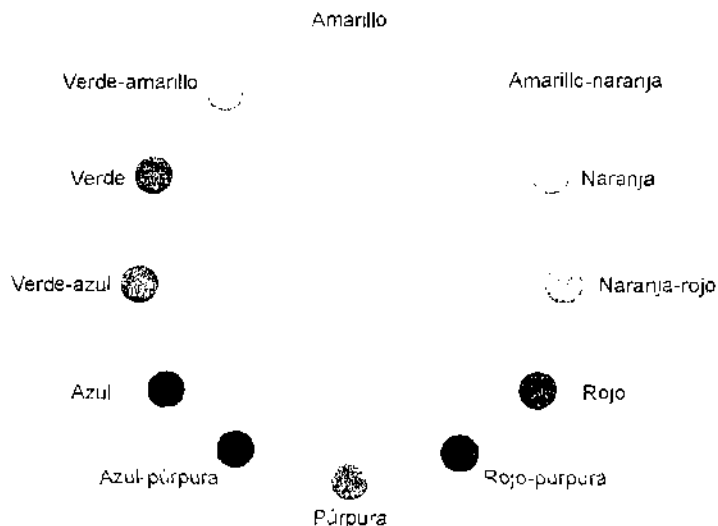 Amarillo
Verde-amarillo
Amarillo-naranja
Verde
Naranja
Verde-azul
Naranja-rojo
Azul
Rojo
Azul-púrpura
Rojo-purpura
Púrpura